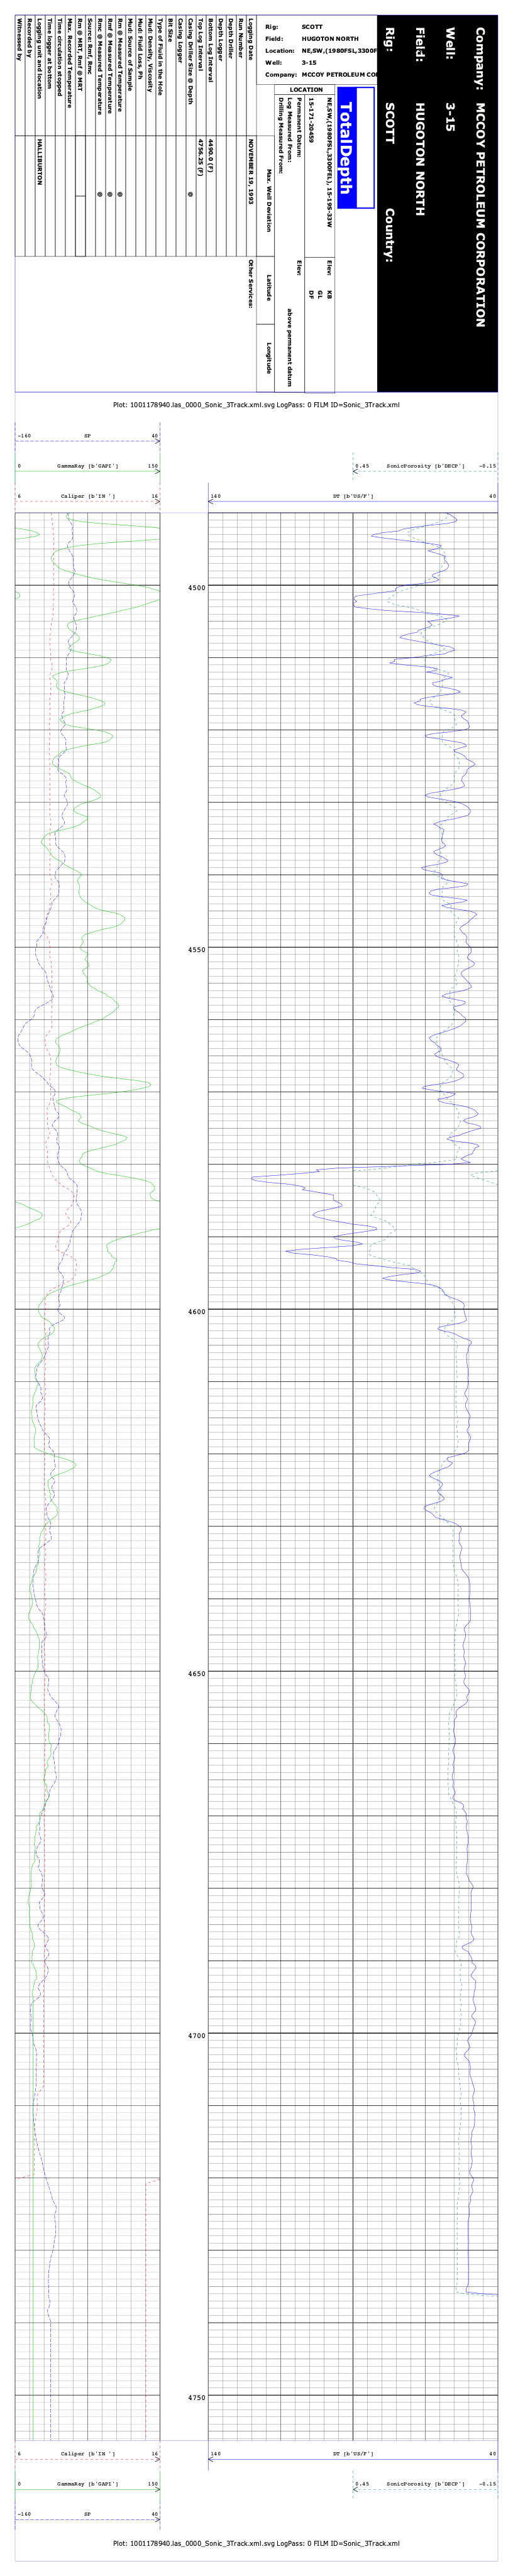 Company: MCCOY PETROLEUM CORPORATION
Well: 3-15
Field: HUGOTON NORTH
Rig: SCOTT Country:
TotalDepth
Rig: SCOTT
Field: HUGOTON NORTH
Location: NE,SW,(1980FSL,3300F
Well: 3-15
Company: MCCOY PETROLEUM CO
LOCATION
NE,SW,(1980FSL,3300FEL), 15-19S-33W
15-171-20459
Elev: KB
GL
DF
Permanent Datum: Elev:
Log Measured From: above permanent datum
Drilling Measured From:
Max. Well Deviation Latitude Longitude
Logging Date NOVEMBER 19, 1993 Other Services:
Run Number
Depth Driller
Depth Logger
Bottom Log Interval 4490.0 (F)
Top Log Interval 4756.25 (F)
Casing Driller Size @ Depth @
Casing Logger
Bit Size
Type of Fluid in the Hole
Mud: Density, Viscosity
Mh: Fluid Loss, Ph
Mud: Source of Sample
Rm @ Measured Temperature @
Rmf @ Measured Temperature @
Rmc @ Measured Temperature @
Source: Rmf, Rmc
Rm @ MRT, Rmf @ MRT
Max. Recorded Temperature
Time circulation stopped
Time logger at bottom
Logging unit and location HALLIBURTON
Recorded by
Witnessed by
Plot: 1001178940.las_0000_Sonic_3Track.xml.svg LogPass: 0 FILM ID=Sonic_3Track.xml
-160 SP 40
0 GammaRay [b'GAPI'] 150 0.45 SonicPorosity [b'DECP'] -0.15
6 Caliper [b'IN '] 16 140 DT [b'US/F'] 40
4500
4550
4600
4650
4700
4750
6 Caliper [b'IN '] 16 140 DT [b'US/F'] 40
0 GammaRay [b'GAPI'] 150 0.45 SonicPorosity [b'DECP'] -0.15
-160 SP 40
Plot: 1001178940.las_0000_Sonic_3Track.xml.svg LogPass: 0 FILM ID=Sonic_3Track.xml